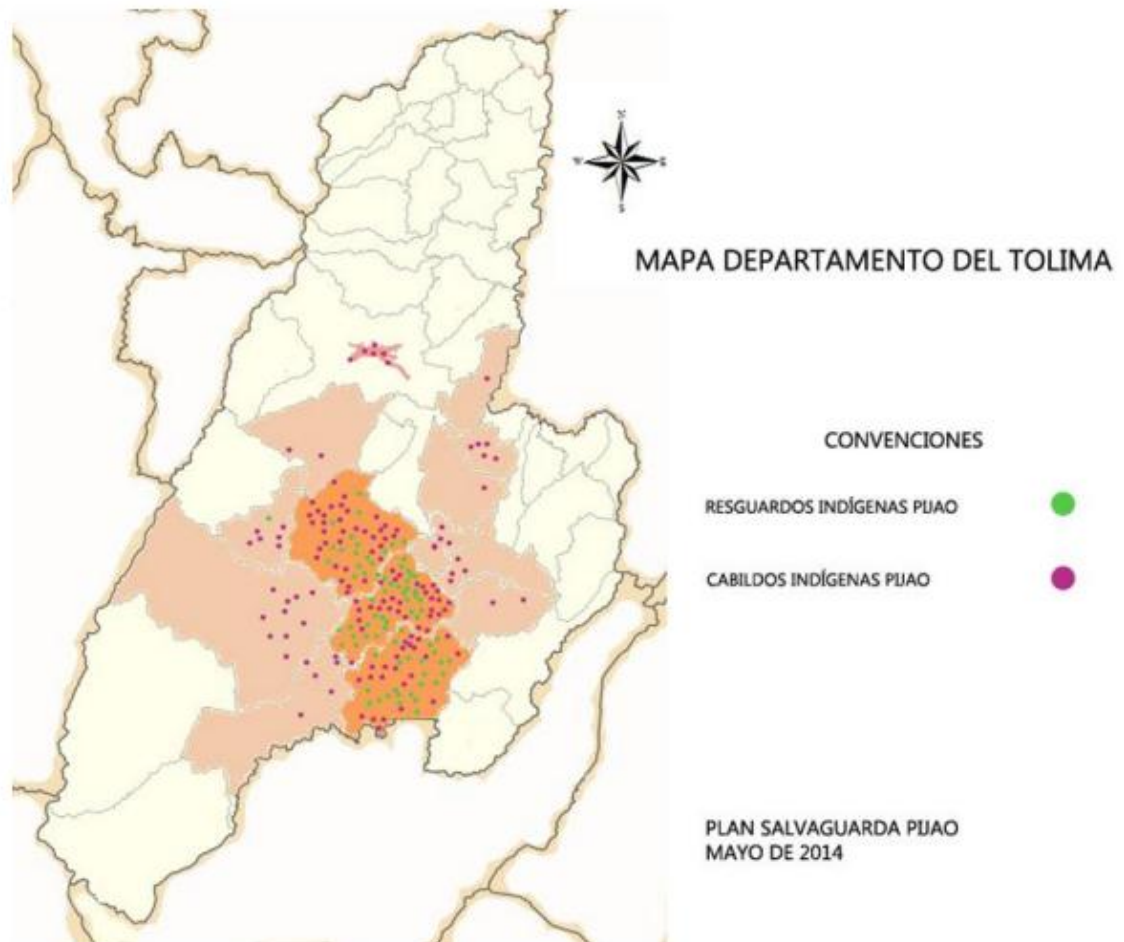 MAPA DEPARTAMENTO DEL TOLIMA
CONVENCIONES
RESGUARDOS INDÍGENAS PIJAO
CABILDOS INDÍGENAS PIJAO
PLAN SALVAGUARDA PIJAO
MAYO DE 2014